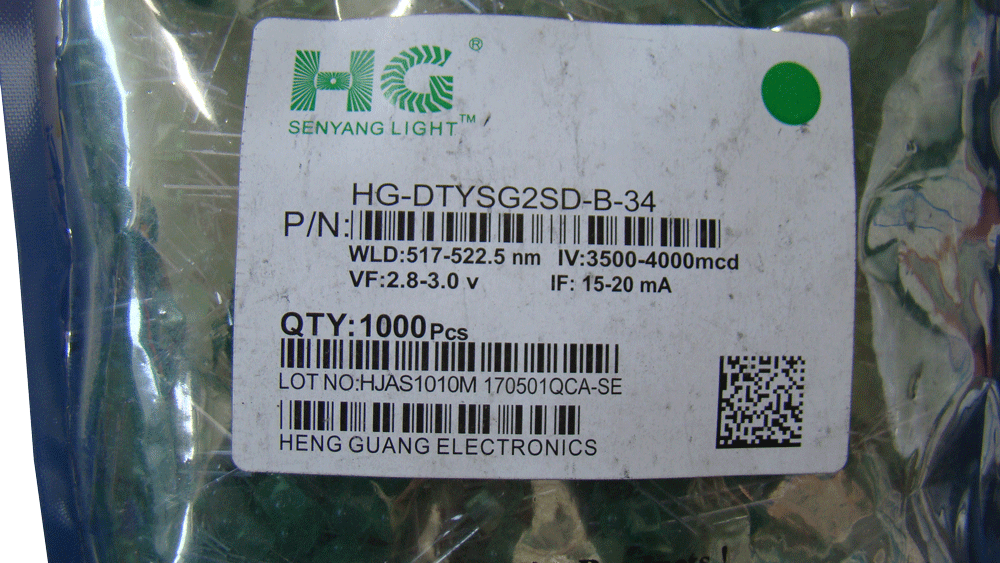 HG ®
SENYANG LIGHT™
HG-DTYSG2SD-B-34
P/N:
WLD:517-522.5 nm IV:3500-4000mcd
VF:2.8-3.0 v IF: 15-20 mA
QTY:1000Pcs
LOT NO:HJAS1010M 170501QCA-SE
HENG GUANG ELECTRONICS